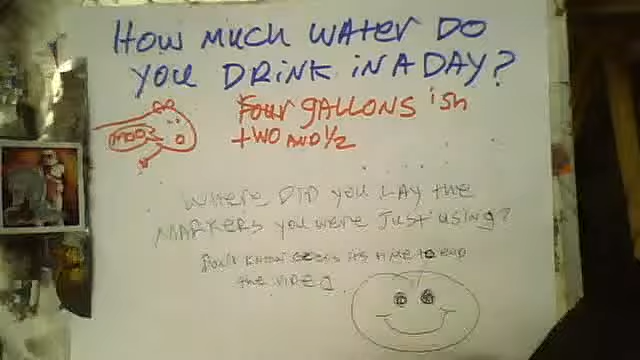 HOW MUCH WATER DO
YOU DRINK IN A DAY?
FOUR GALLONS ish
TWO AND 1/2
MOO
WHERE DID YOU LAY the
MARKERS YOU WERE JUST USING?
DON'T KNOW its time to end
the VIDEO